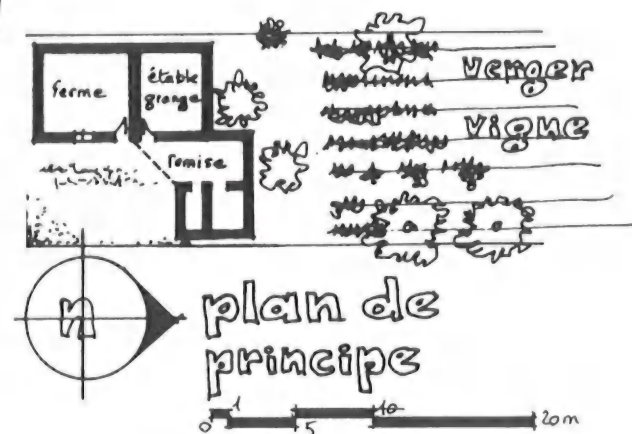 ferme
étable
grange
remise
verger
vigne
n
plan de
principe
0 1 5 10 20m